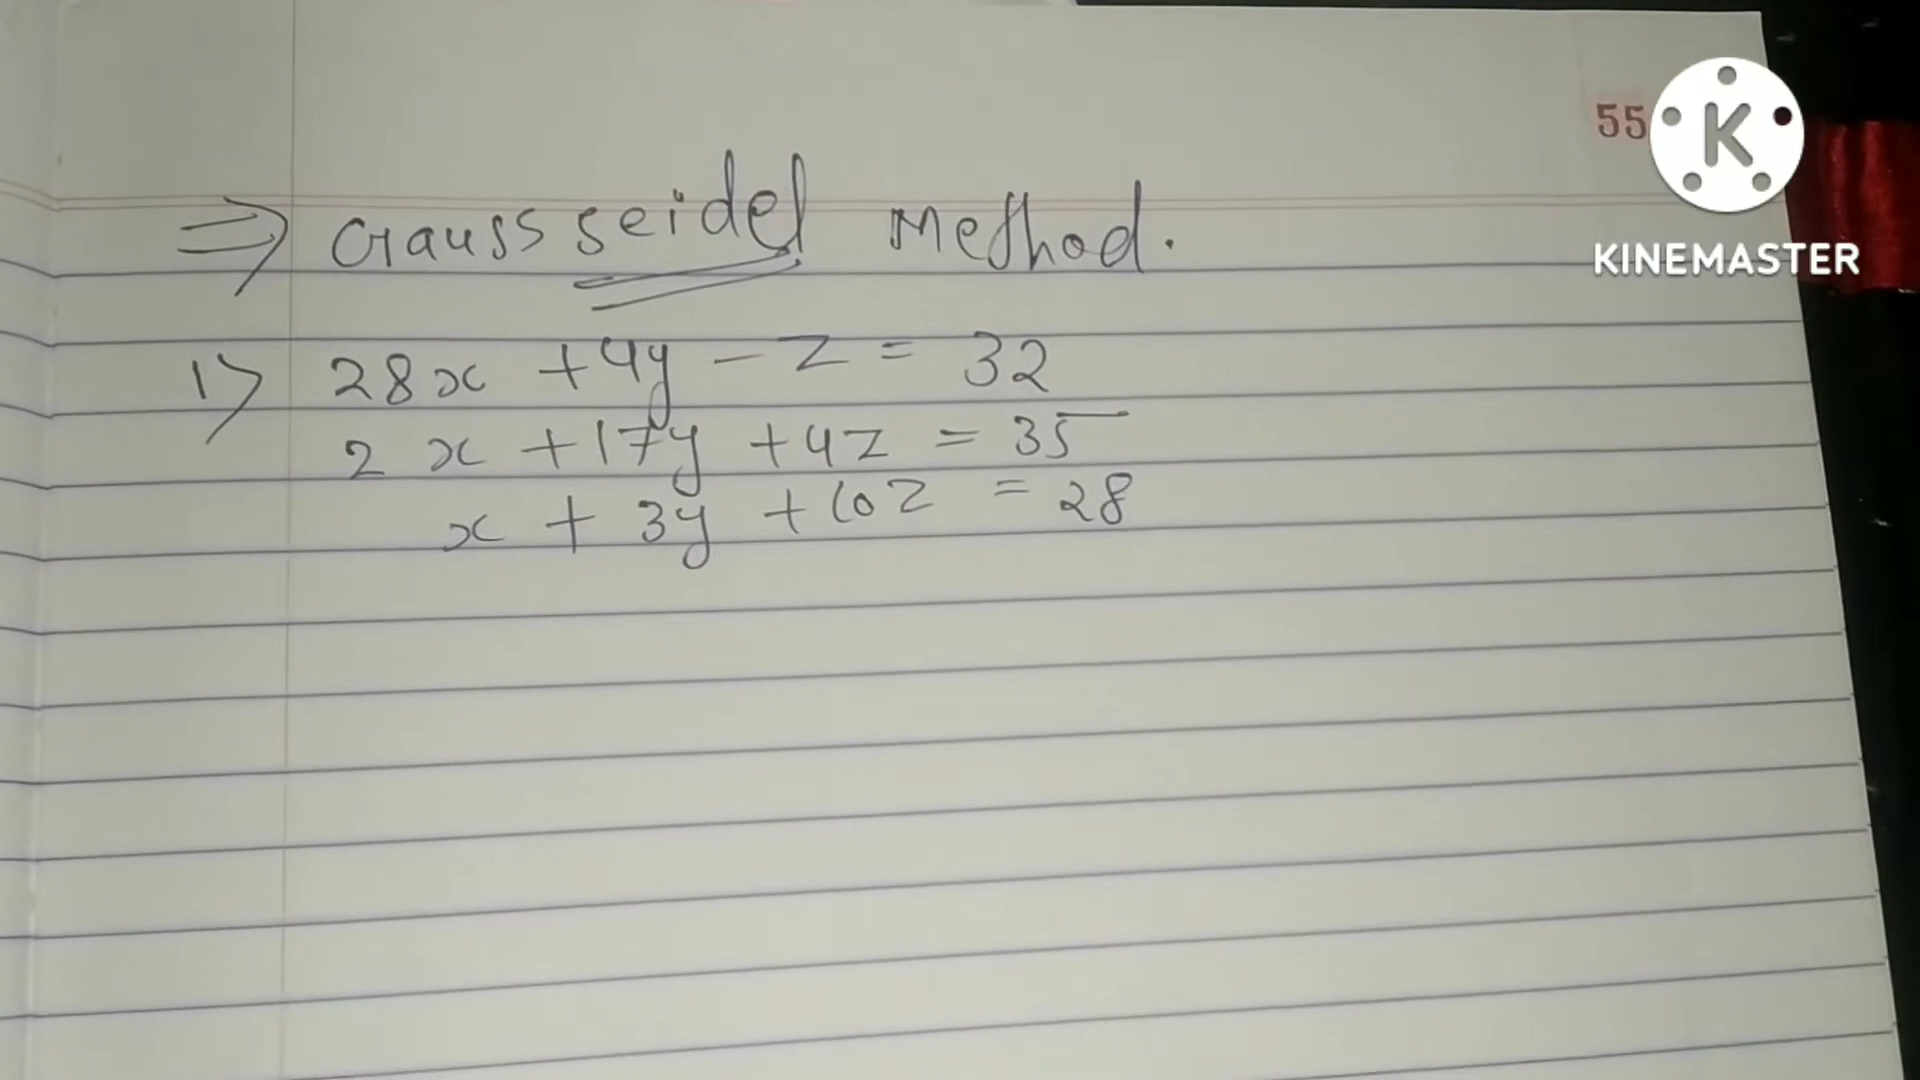 55
K
KINEMASTER
⇒ Gauss seidel Method.
1) 28x + 4y - z = 32
2x + 17y + 4z = 35
x + 3y + 10z = 28